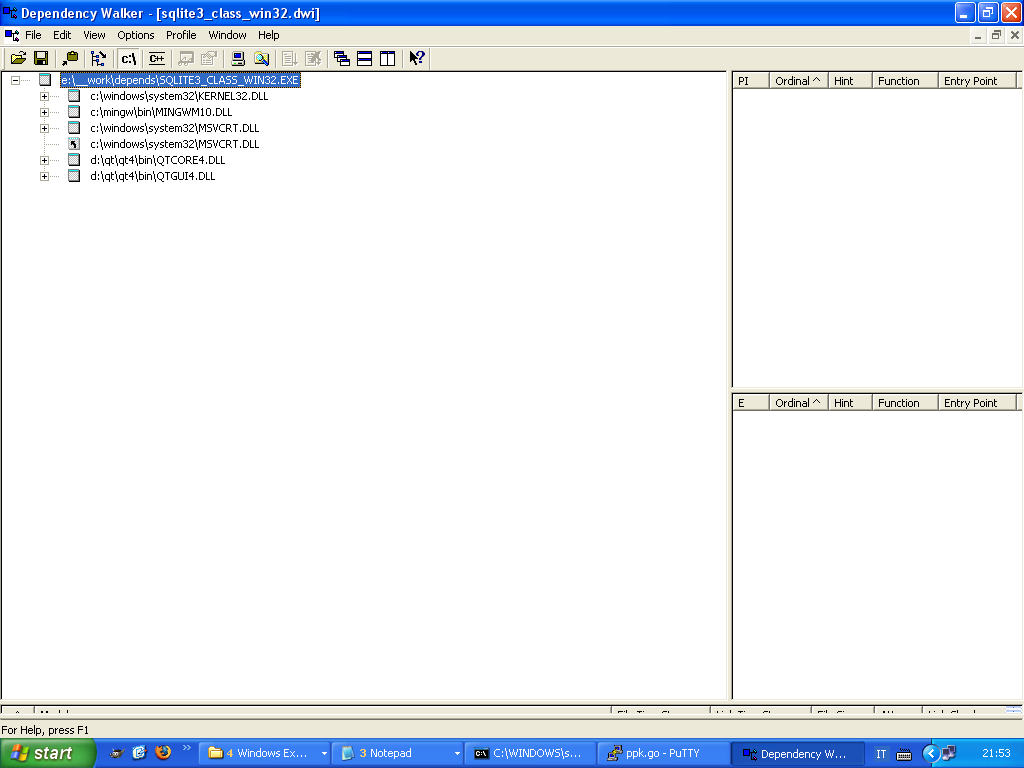 Dependency Walker - [sqlite3_class_win32.dwi]
File Edit View Options Profile Window Help
c:\ C++
e:\__work\depends\SQLITE3_CLASS_WIN32.EXE
c:\windows\system32\KERNEL32.DLL
c:\mingw\bin\MINGWM10.DLL
c:\windows\system32\MSVCRT.DLL
c:\windows\system32\MSVCRT.DLL
d:\qt\qt4\bin\QTCORE4.DLL
d:\qt\qt4\bin\QTGUI4.DLL
PI Ordinal ^ Hint Function Entry Point
E Ordinal ^ Hint Function Entry Point
For Help, press F1
start 4 Windows Ex... 3 Notepad C:\WINDOWS\s... ppk.go - PuTTY Dependency W... IT 21:53